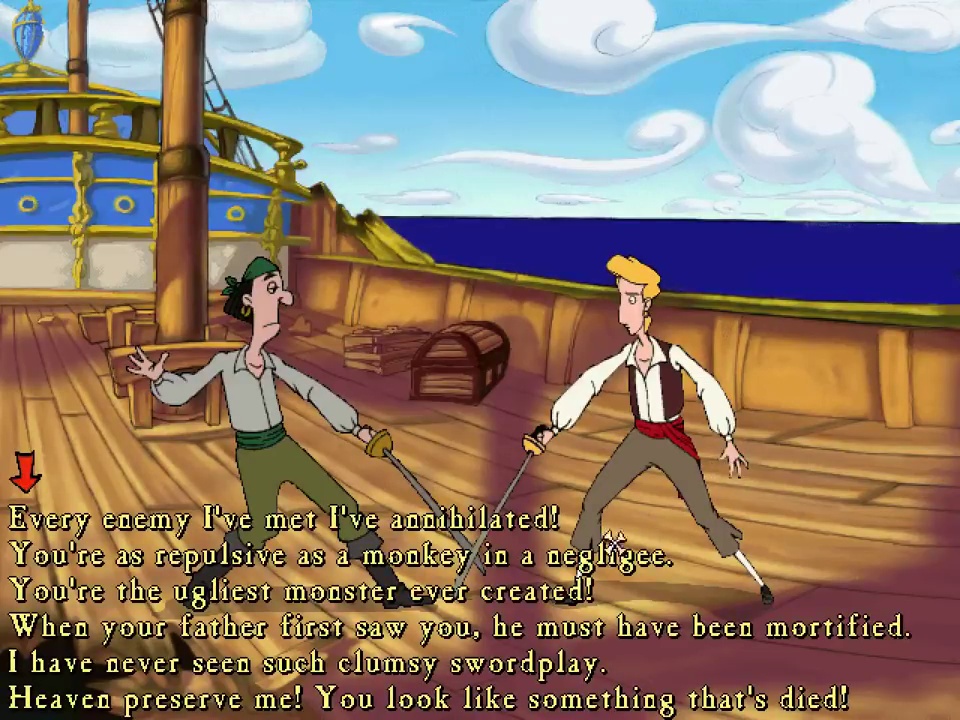 Every enemy I've met I've annihilated!
You're as repulsive as a monkey in a negligee.
You're the ugliest monster ever created!
When your father first saw you, he must have been mortified.
I have never seen such clumsy swordplay.
Heaven preserve me! You look like something that's died!